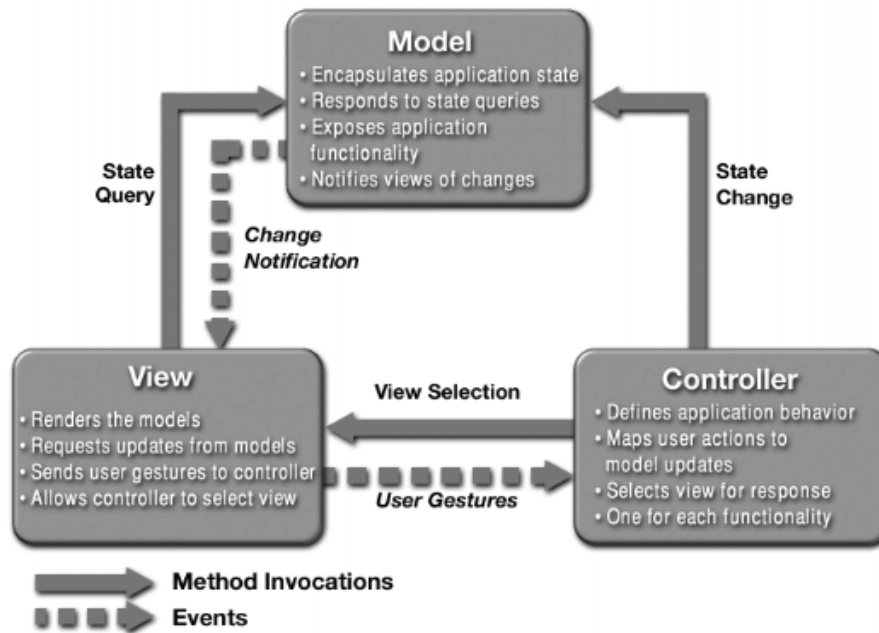 Model
• Encapsulates application state
• Responds to state queries
• Exposes application
functionality
• Notifies views of changes
State
Query
State
Change
Change
Notification
View
• Renders the models
• Requests updates from models
• Sends user gestures to controller
• Allows controller to select view
View Selection
User Gestures
Controller
• Defines application behavior
• Maps user actions to
model updates
• Selects view for response
• One for each functionality
Method Invocations
Events